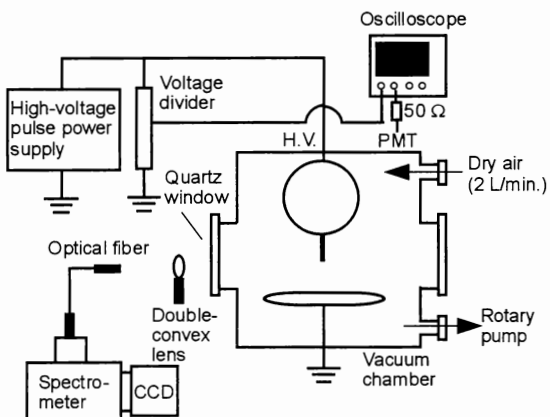 Oscilloscope
Voltage
divider
High-voltage
pulse power
supply
50 Ω
H.V.
PMT
Dry air
(2 L/min.)
Quartz
window
Optical fiber
Double-
convex
lens
Rotary
pump
Vacuum
chamber
Spectro-
meter
CCD